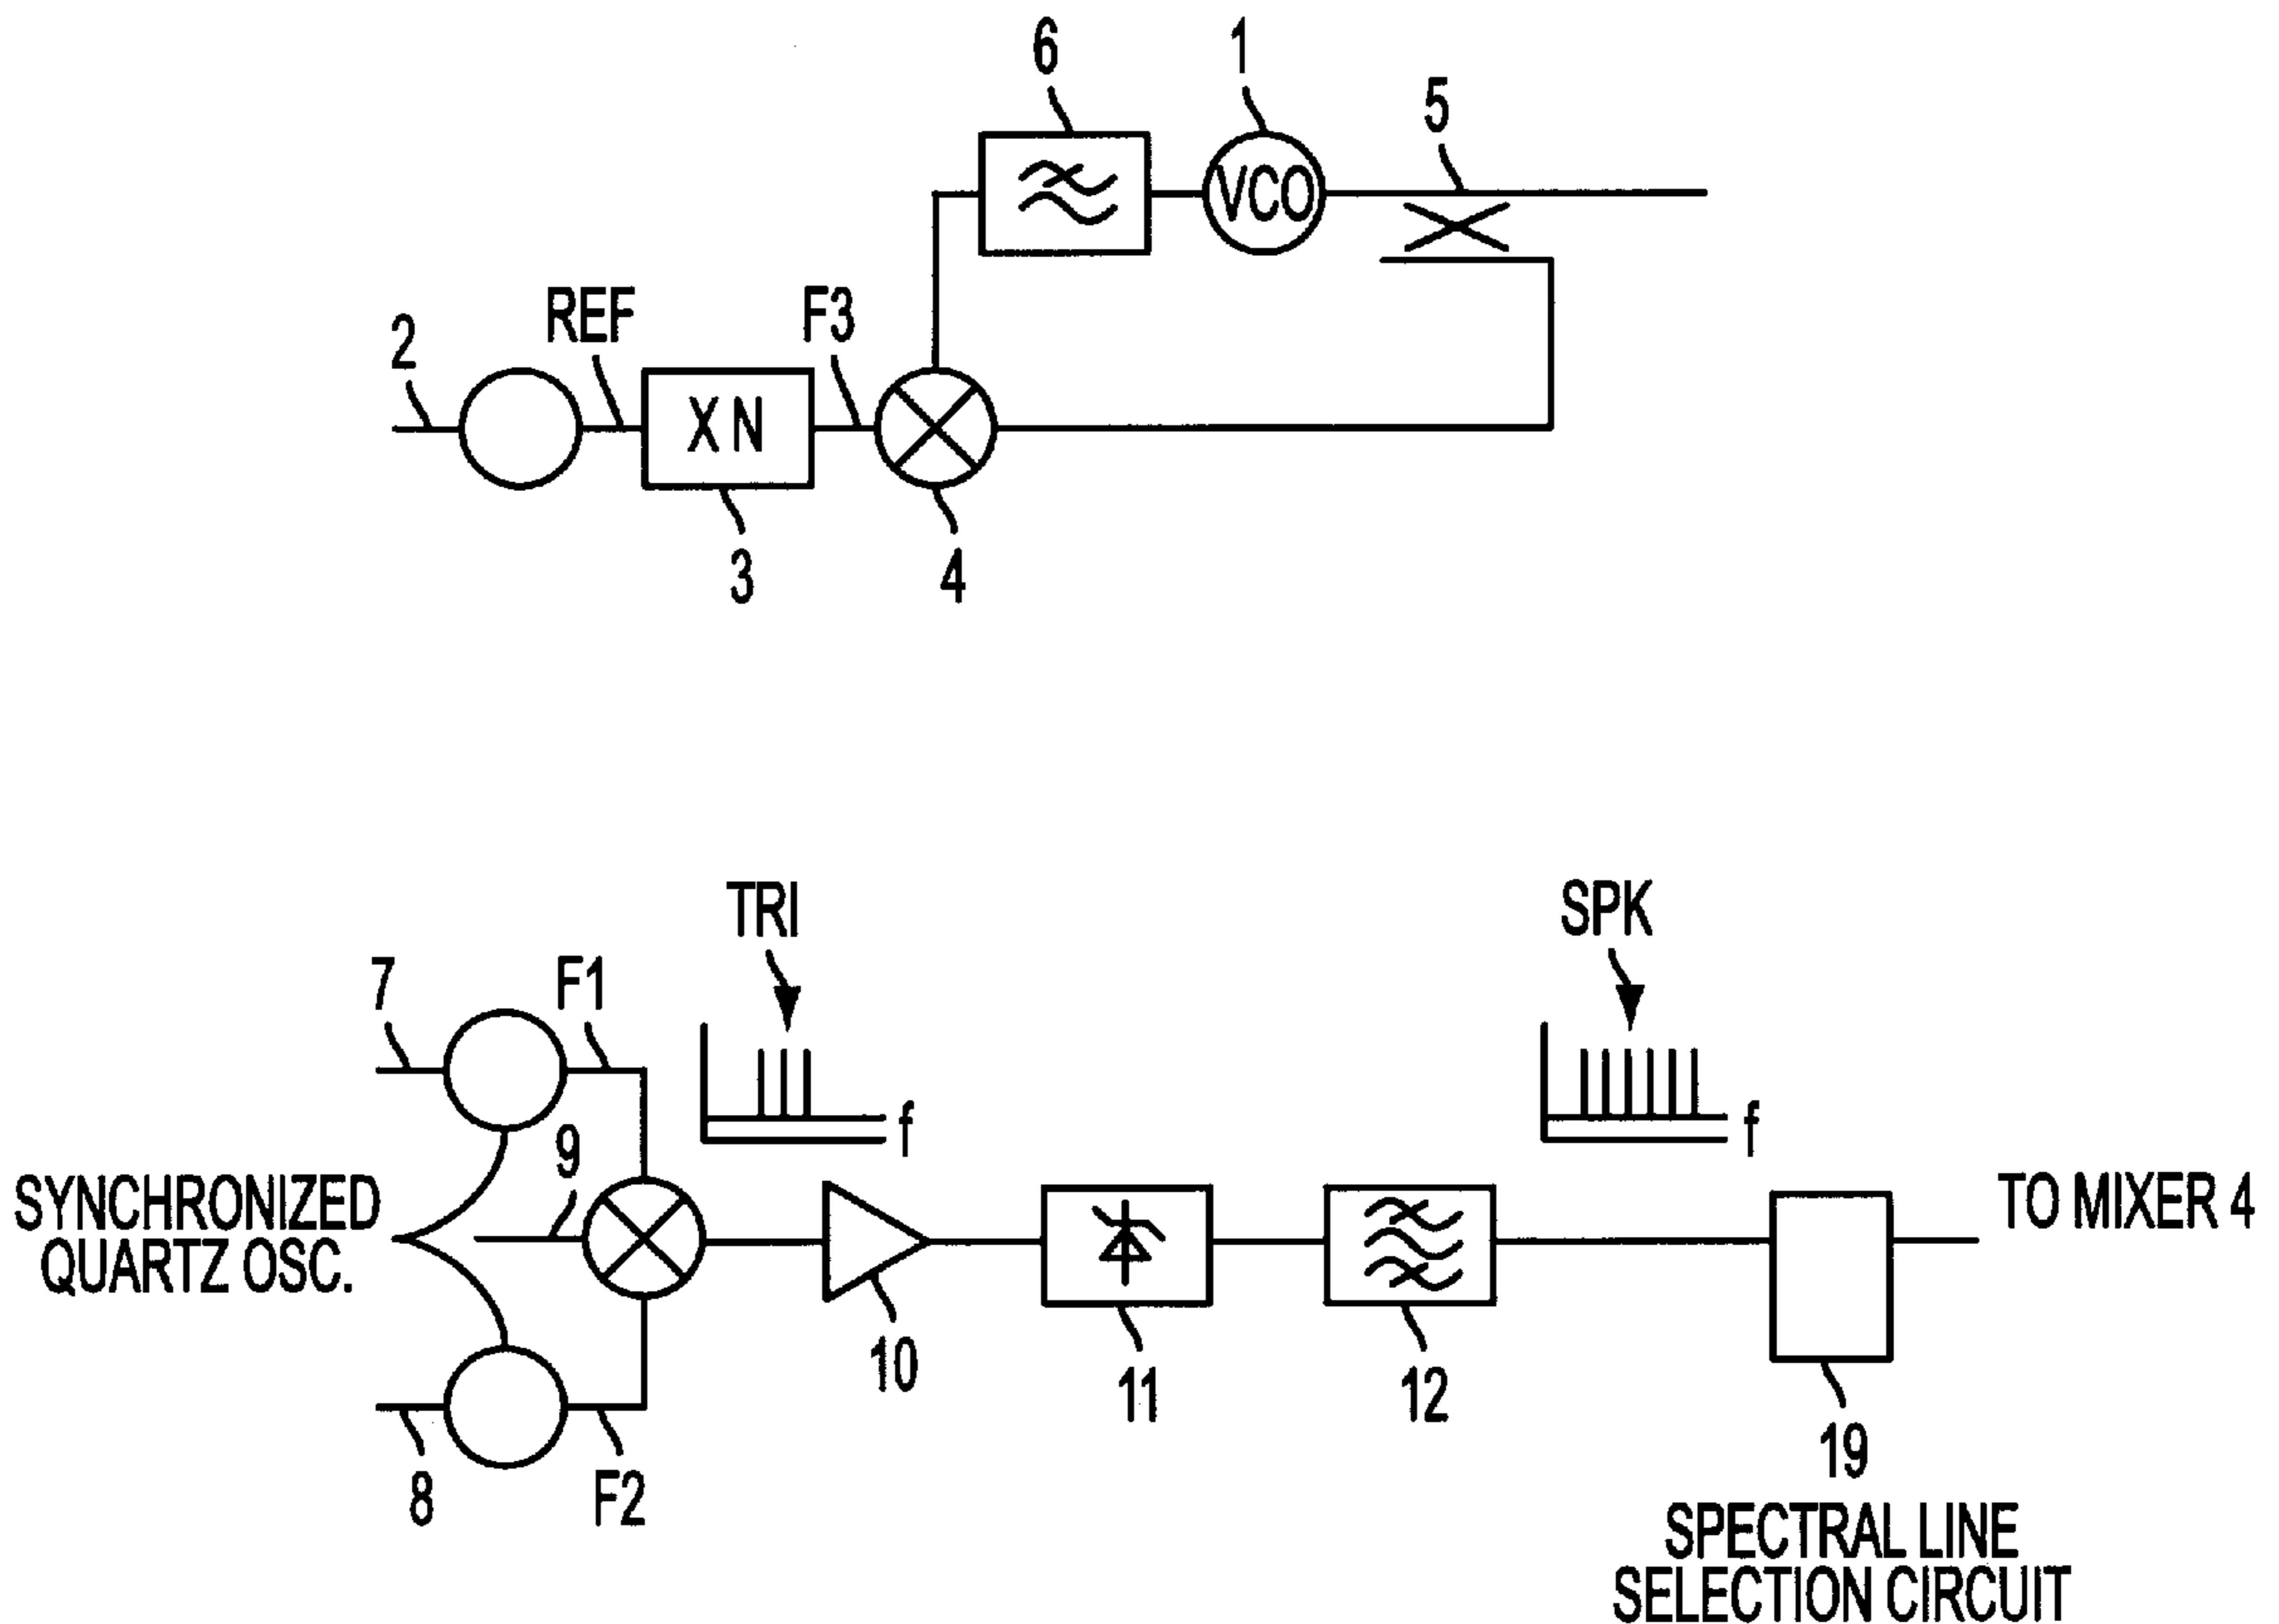 6
1
5
VCO
2
REF
F3
X N
3
4
TRI
SPK
7
F1
f
f
9
SYNCHRONIZED
QUARTZ OSC.
TO MIXER 4
10
11
12
8
F2
19
SPECTRAL LINE
SELECTION CIRCUIT